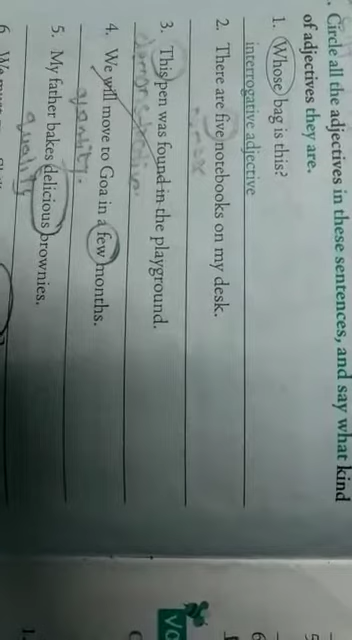 . Circle all the adjectives in these sentences, and say what kind
of adjectives they are.
1. Whose bag is this?
interrogative adjective
2. There are five notebooks on my desk.
3. This pen was found in the playground.
4. We will move to Goa in a few months.
quantity.
5. My father bakes delicious brownies.
quality
6